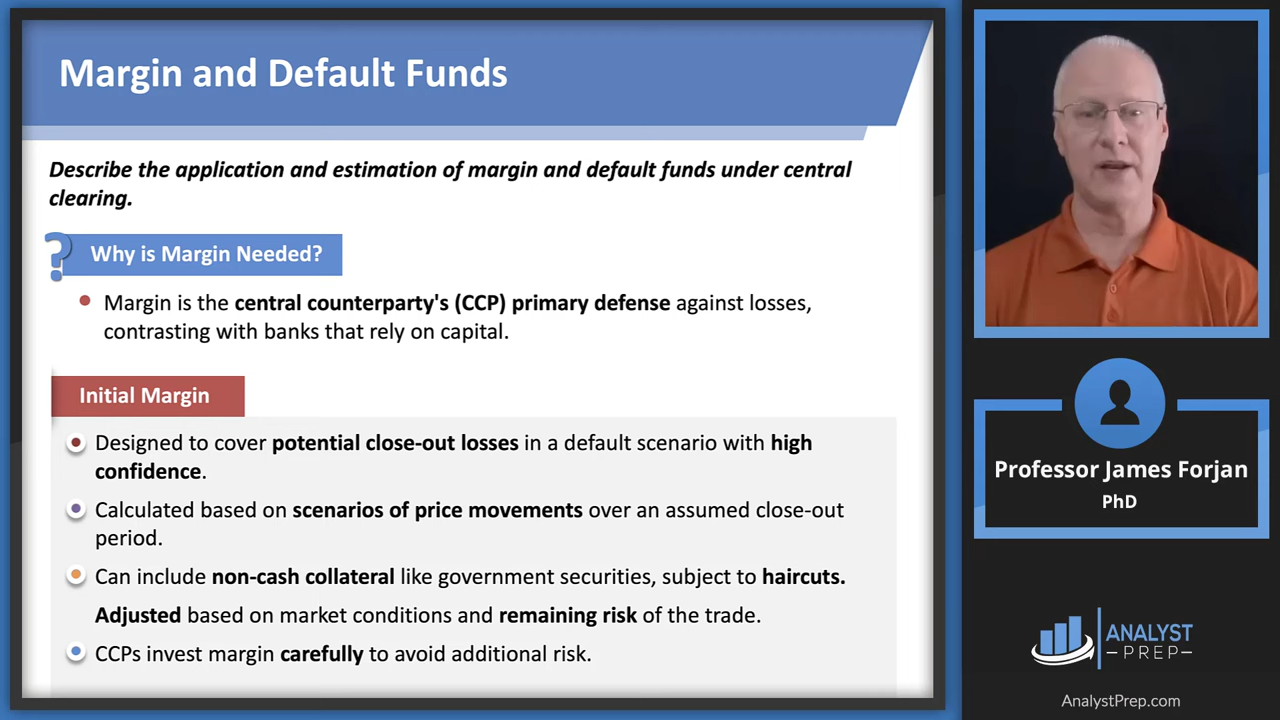 Margin and Default Funds
Describe the application and estimation of margin and default funds under central
clearing.
? Why is Margin Needed?
Margin is the central counterparty's (CCP) primary defense against losses,
contrasting with banks that rely on capital.
Initial Margin
Designed to cover potential close-out losses in a default scenario with high
confidence.
Calculated based on scenarios of price movements over an assumed close-out
period.
Can include non-cash collateral like government securities, subject to haircuts.
Adjusted based on market conditions and remaining risk of the trade.
CCPs invest margin carefully to avoid additional risk.
Professor James Forjan
PhD
ANALYST
—PREP—
AnalystPrep.com